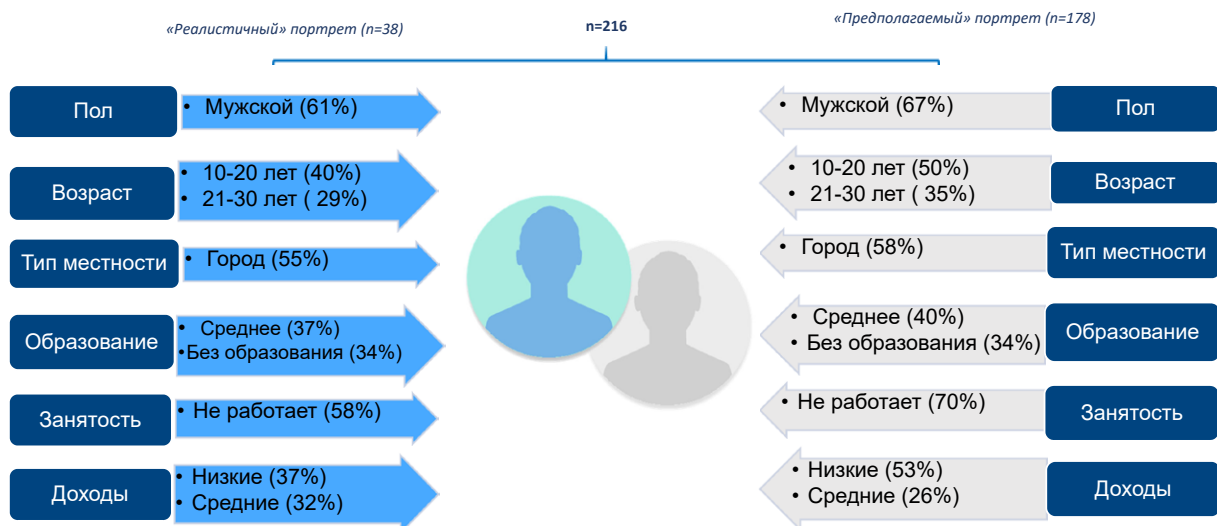 «Реалистичный» портрет (n=38)
n=216
«Предполагаемый» портрет (n=178)
Пол
• Мужской (61%)
• Мужской (67%)
Пол
Возраст
• 10-20 лет (40%)
• 21-30 лет ( 29%)
• 10-20 лет (50%)
• 21-30 лет ( 35%)
Возраст
Тип местности
• Город (55%)
• Город (58%)
Тип местности
Образование
• Среднее (37%)
•Без образования (34%)
• Среднее (40%)
• Без образования (34%)
Образование
Занятость
• Не работает (58%)
• Не работает (70%)
Занятость
Доходы
• Низкие (37%)
• Средние (32%)
• Низкие (53%)
• Средние (26%)
Доходы